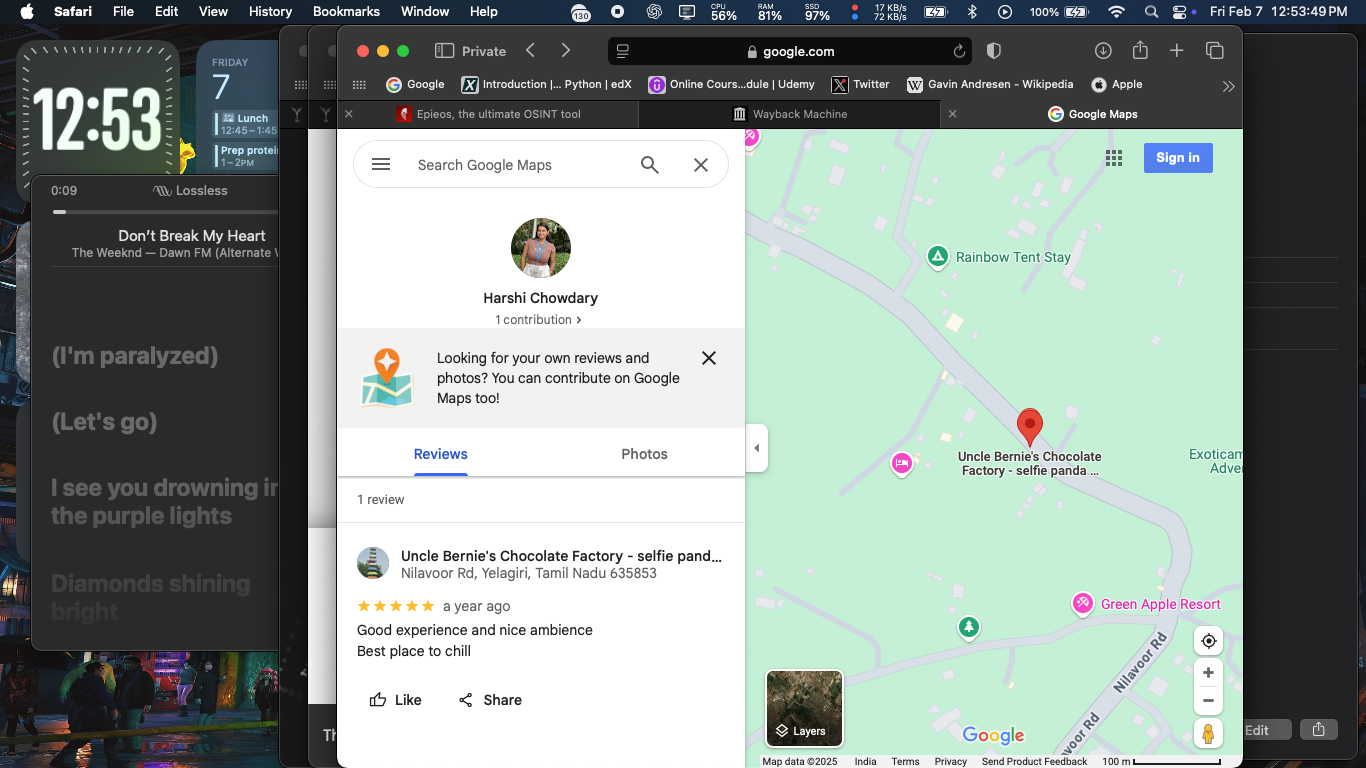 Safari File Edit View History Bookmarks Window Help
130
CPU 56%
RAM 81%
SSD 97%
17 KB/s
72 KB/s
100%
Fri Feb 7 12:53:49 PM
12:53
FRIDAY
7
Lunch
12:45 – 1:45
Prep protei
1 – 2PM
0:09
Lossless
Don't Break My Heart
The Weeknd — Dawn FM (Alternate W
(I'm paralyzed)
(Let's go)
I see you drowning in
the purple lights
Diamonds shining
bright
Private
google.com
Google
Introduction |... Python | edX
Online Cours...dule | Udemy
Twitter
Gavin Andresen - Wikipedia
Apple
Epieos, the ultimate OSINT tool
Wayback Machine
Google Maps
Search Google Maps
Harshi Chowdary
1 contribution
Looking for your own reviews and
photos? You can contribute on Google
Maps too!
Reviews
Photos
1 review
Uncle Bernie's Chocolate Factory - selfie pand...
Nilavoor Rd, Yelagiri, Tamil Nadu 635853
a year ago
Good experience and nice ambience
Best place to chill
Like
Share
Sign in
Rainbow Tent Stay
Uncle Bernie's Chocolate
Factory - selfie panda ...
Exoticam
Adver
Green Apple Resort
Nilavoor Rd
avoor Rd
Layers
Google
Map data ©2025 India Terms Privacy Send Product Feedback 100 m
Edit